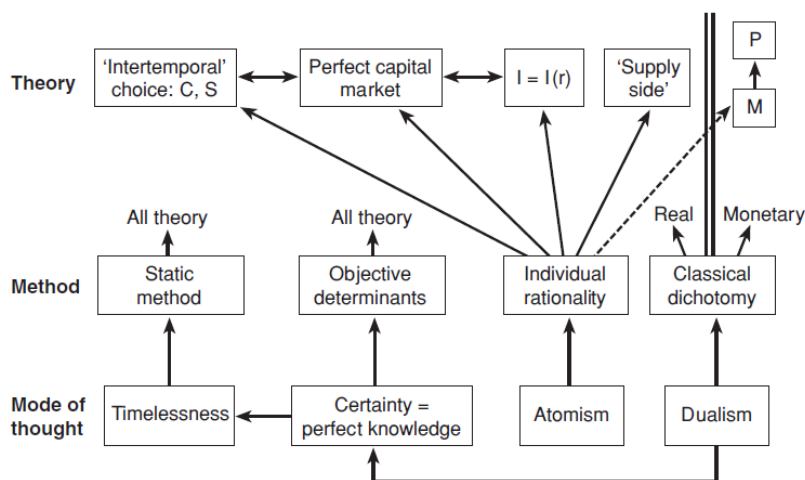 Theory
'Intertemporal'
choice: C, S
Perfect capital
market
I = I(r)
'Supply
side'
P
M
All theory
All theory
Real
Monetary
Method
Static
method
Objective
determinants
Individual
rationality
Classical
dichotomy
Mode of
thought
Timelessness
Certainty =
perfect knowledge
Atomism
Dualism